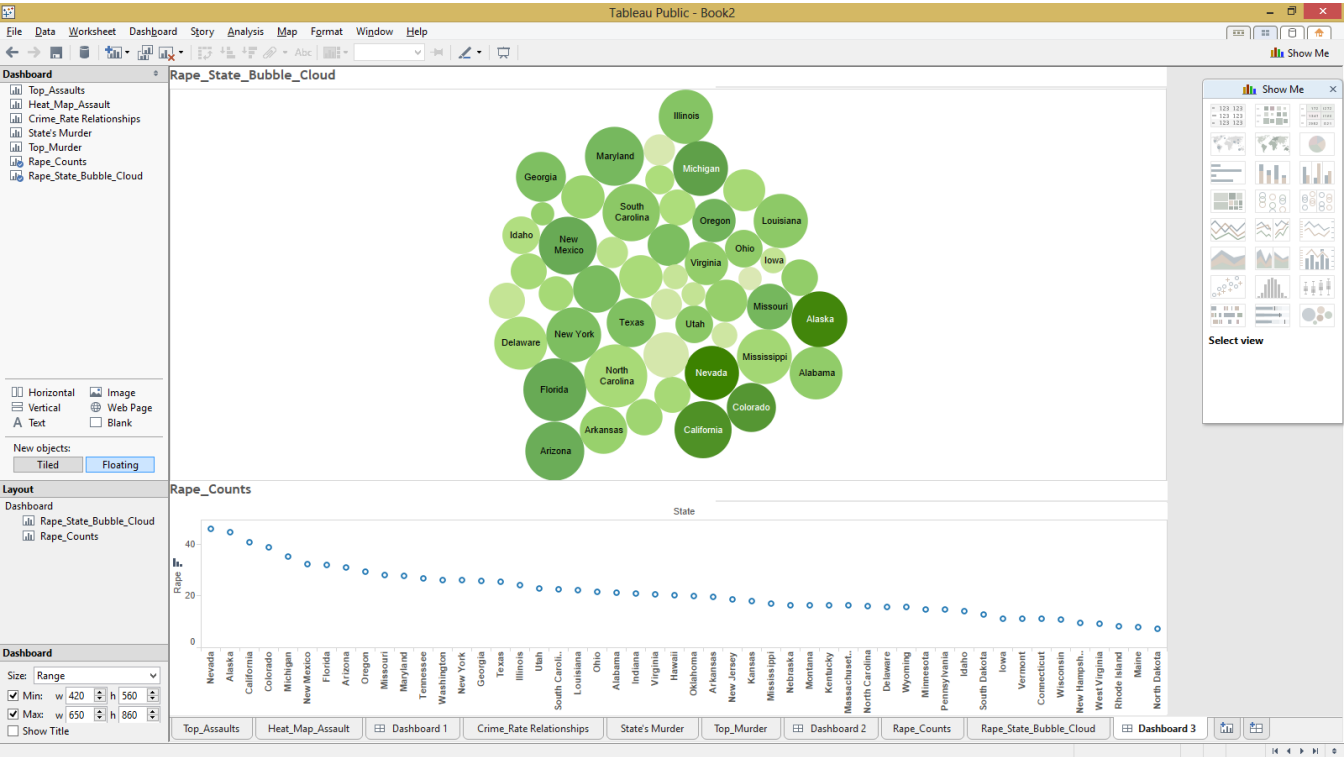 Tableau Public - Book2
File Data Worksheet Dashboard Story Analysis Map Format Window Help
Abc
Show Me
Dashboard
Top_Assaults
Heat_Map_Assault
Crime_Rate Relationships
State's Murder
Top_Murder
Rape_Counts
Rape_State_Bubble_Cloud
Horizontal Image
Vertical Web Page
A Text Blank
New objects:
Tiled Floating
Layout
Dashboard
Rape_State_Bubble_Cloud
Rape_Counts
Dashboard
Size: Range
Min: w 420 h 560
Max: w 650 h 860
Show Title
Rape_State_Bubble_Cloud
Illinois
Maryland
Michigan
Georgia
South
Carolina
Oregon
Louisiana
Idaho
New
Mexico
Ohio
Virginia
Iowa
Missouri
Alaska
Texas
Utah
New York
Delaware
Mississippi
North
Carolina
Nevada
Alabama
Florida
Colorado
Arkansas
California
Arizona
Rape_Counts
State
Rape
40
20
0
Nevada
Alaska
California
Colorado
Michigan
New Mexico
Florida
Arizona
Oregon
Missouri
Maryland
Tennessee
Washington
New York
Georgia
Texas
Illinois
Utah
South Caroli..
Louisiana
Ohio
Alabama
Indiana
Virginia
Hawaii
Oklahoma
Arkansas
New Jersey
Kansas
Mississippi
Nebraska
Montana
Kentucky
Massachuset..
North Carolina
Delaware
Wyoming
Minnesota
Pennsylvania
Idaho
South Dakota
Iowa
Vermont
Connecticut
Wisconsin
New Hampsh..
West Virginia
Rhode Island
Maine
North Dakota
Show Me
Select view
Top_Assaults Heat_Map_Assault Dashboard 1 Crime_Rate Relationships State's Murder Top_Murder Dashboard 2 Rape_Counts Rape_State_Bubble_Cloud Dashboard 3